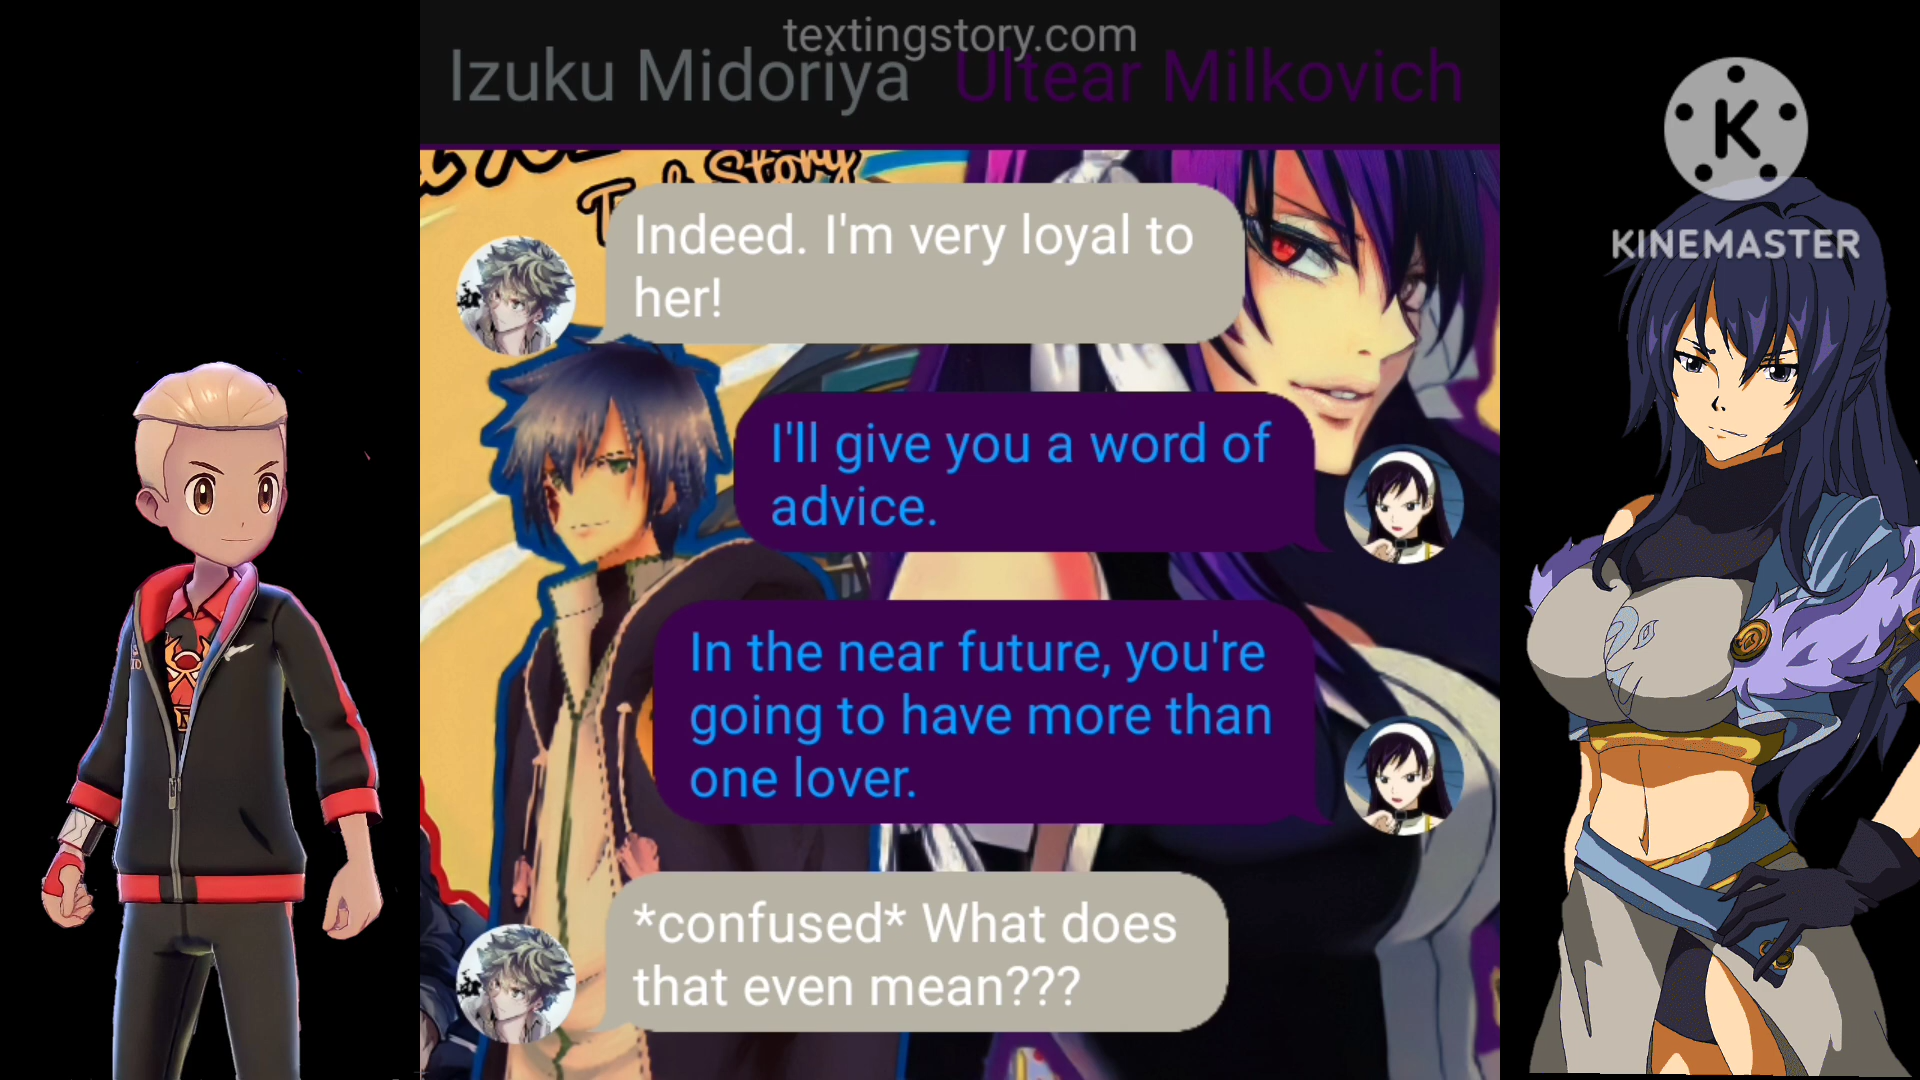 textingstory.com
Izuku Midoriya Ultear Milkovich
Story
Indeed. I'm very loyal to
her!
I'll give you a word of
advice.
In the near future, you're
going to have more than
one lover.
*confused* What does
that even mean???
K
KINEMASTER